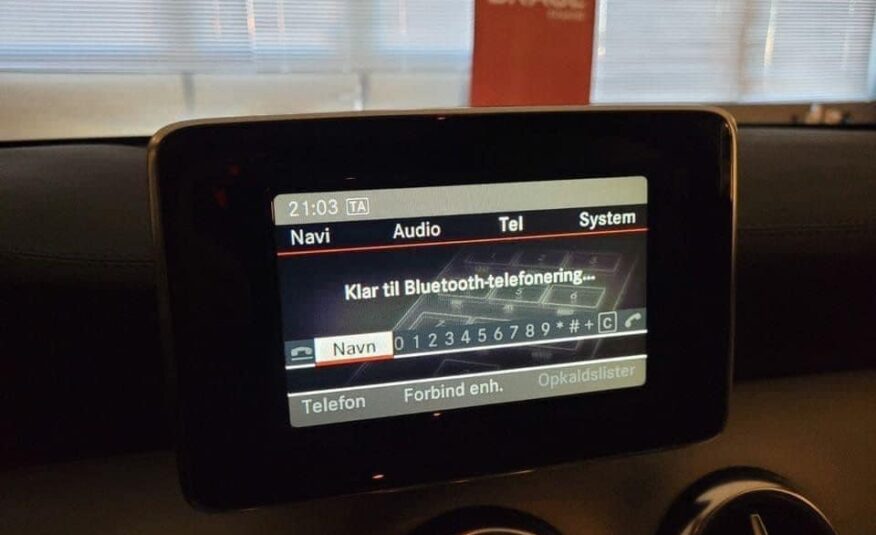 21:03 TA
Navi Audio Tel System
Klar til Bluetooth-telefonering...
Navn 0 1 2 3 4 5 6 7 8 9 * # + C
Telefon Forbind enh. Opkaldslister